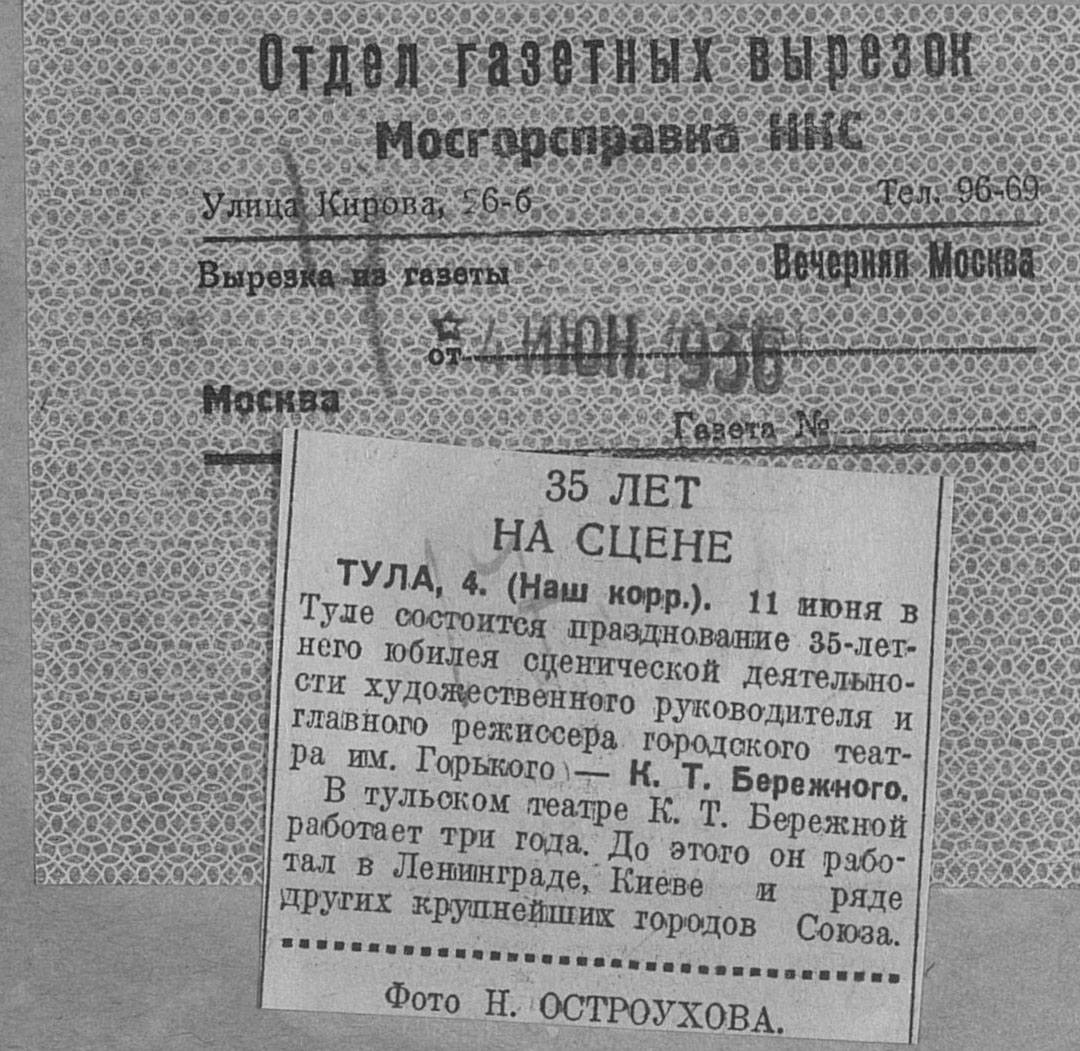 Отдел газетных вырезок
Мосгорсправка НКС
Улица Кирова, 26-б Тел. 96-69
Вырезка из газеты Вечерняя Москва
от 4 ИЮН. 1936
Москва
Газета №
35 ЛЕТ
НА СЦЕНЕ
ТУЛА, 4. (Наш корр.). 11 июня в
Туле состоится празднование 35-лет-
него юбилея сценической деятельно-
сти художественного руководителя и
главного режиссера городского теат-
ра им. Горького — К. Т. Бережного.
В тульском театре К. Т. Бережной
работает три года. До этого он рабо-
тал в Ленинграде, Киеве и ряде
других крупнейших городов Союза.
Фото Н. ОСТРОУХОВА.